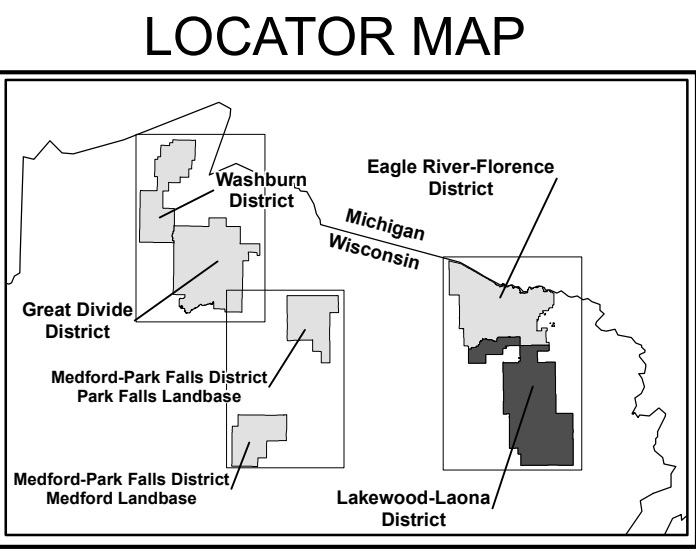 LOCATOR MAP
Washburn
District
Eagle River-Florence
District
Michigan
Wisconsin
Great Divide
District
Medford-Park Falls District
Park Falls Landbase
Medford-Park Falls District
Medford Landbase
Lakewood-Laona
District